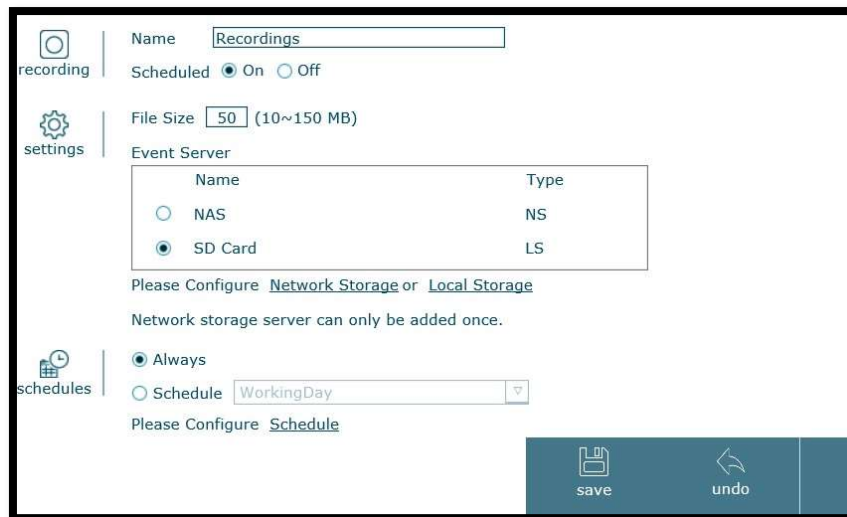 recording
Name Recordings
Scheduled On Off
settings
File Size 50 (10~150 MB)
Event Server
Name Type
NAS NS
SD Card LS
Please Configure Network Storage or Local Storage
Network storage server can only be added once.
schedules
Always
Schedule WorkingDay
Please Configure Schedule
save undo